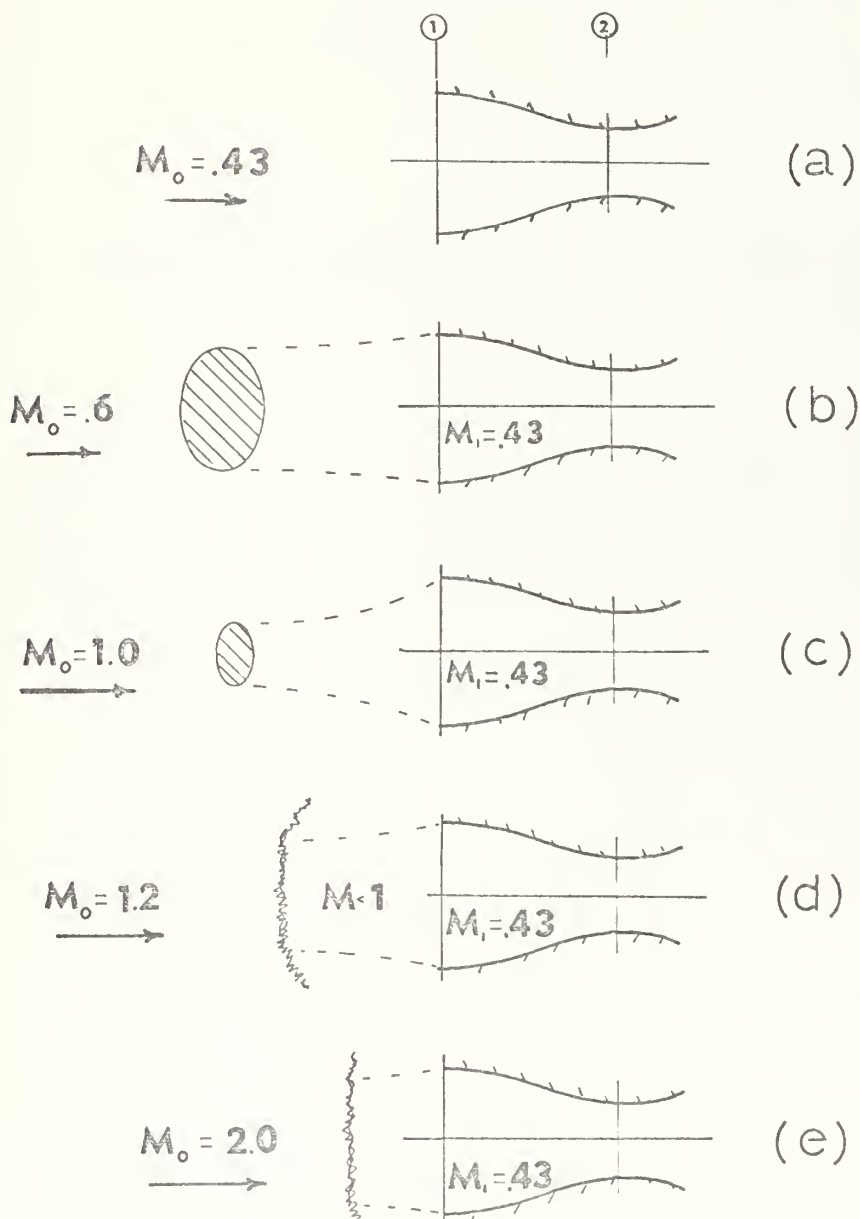 1 2
M₀ = .43 (a)
M₀ = .6 M₁ = .43 (b)
M₀ = 1.0 M₁ = .43 (c)
M₀ = 1.2 M < 1 M₁ = .43 (d)
M₀ = 2.0 M₁ = .43 (e)